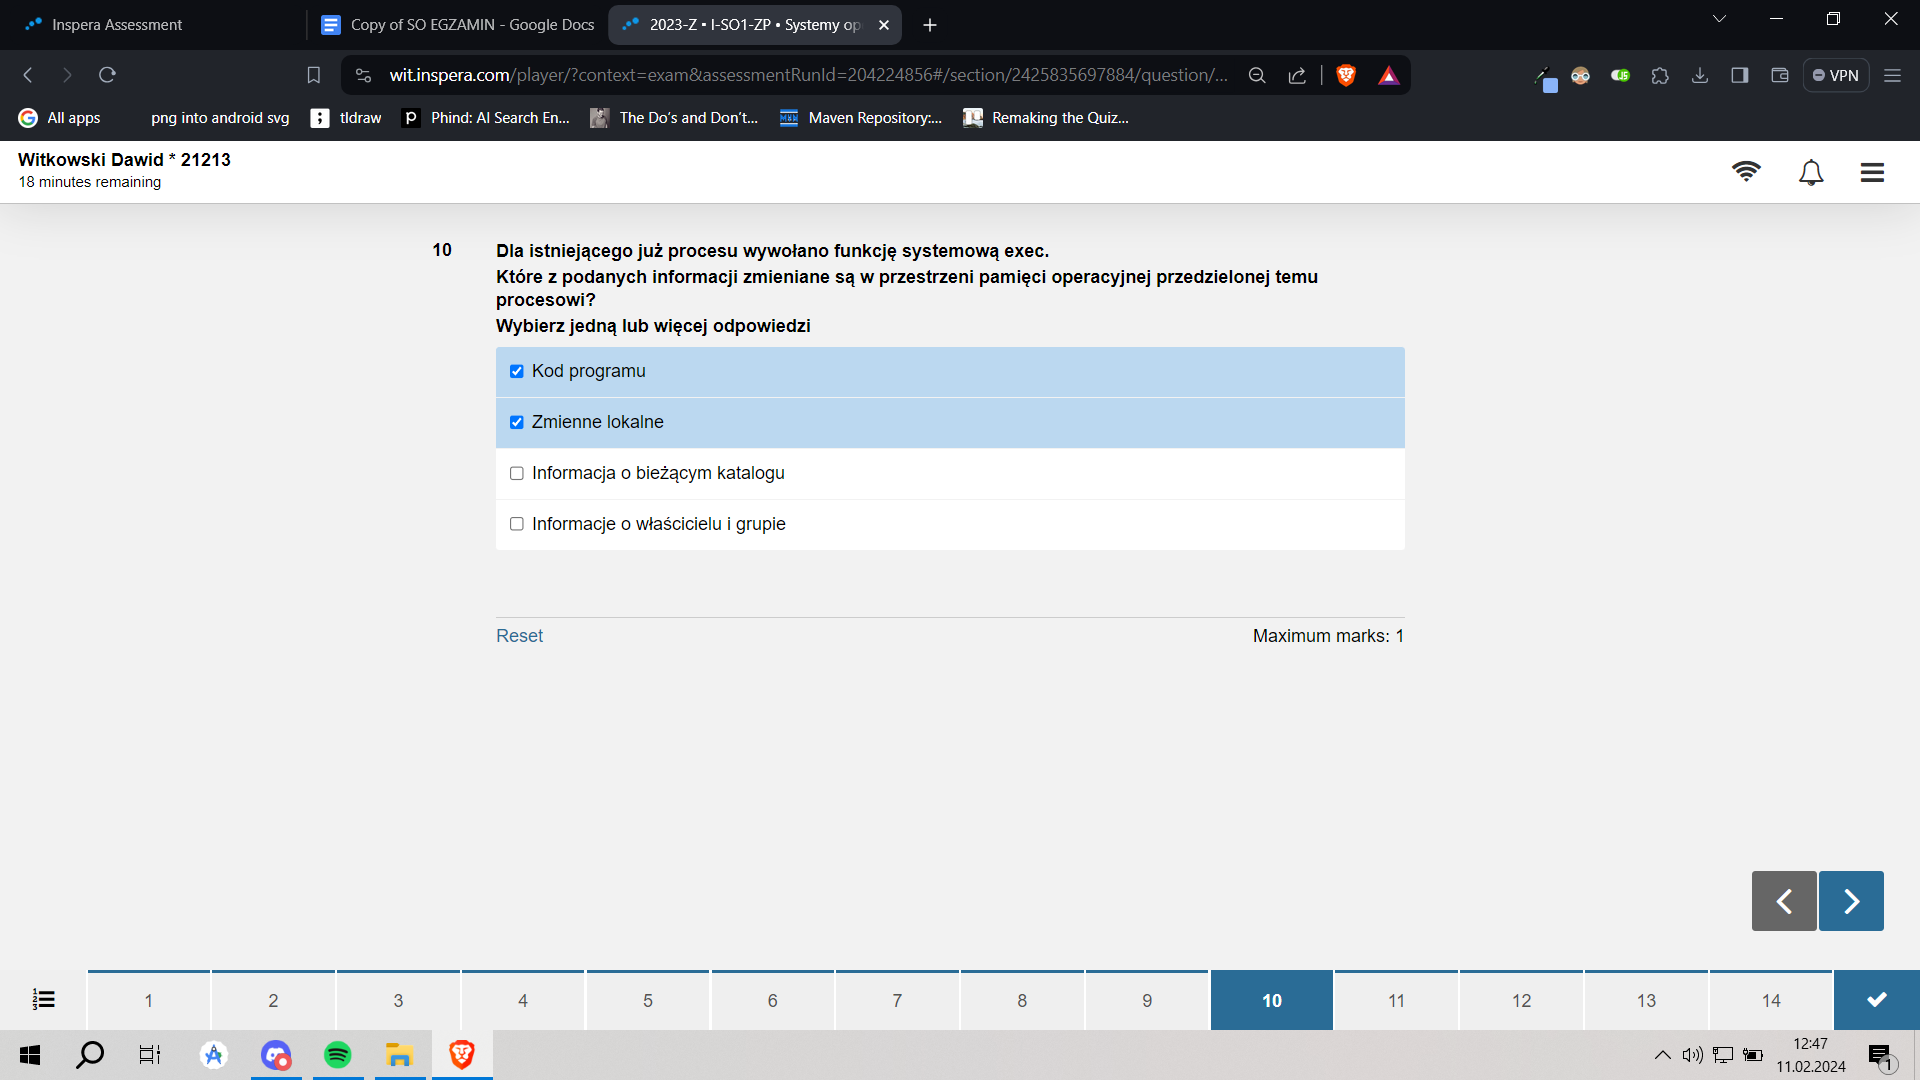 Inspera Assessment
Copy of SO EGZAMIN - Google Docs
2023-Z • I-SO1-ZP • Systemy op
wit.inspera.com/player/?context=exam&assessmentRunId=204224856#/section/2425835697884/question/...
VPN
All apps
png into android svg
tldraw
Phind: AI Search En...
The Do's and Don't...
Maven Repository:...
Remaking the Quiz...
Witkowski Dawid * 21213
18 minutes remaining
10
Dla istniejącego już procesu wywołano funkcję systemową exec.
Które z podanych informacji zmieniane są w przestrzeni pamięci operacyjnej przedzielonej temu
procesowi?
Wybierz jedną lub więcej odpowiedzi
Kod programu
Zmienne lokalne
Informacja o bieżącym katalogu
Informacje o właścicielu i grupie
Reset
Maximum marks: 1
1 2 3 4 5 6 7 8 9 10 11 12 13 14
12:47
11.02.2024
1